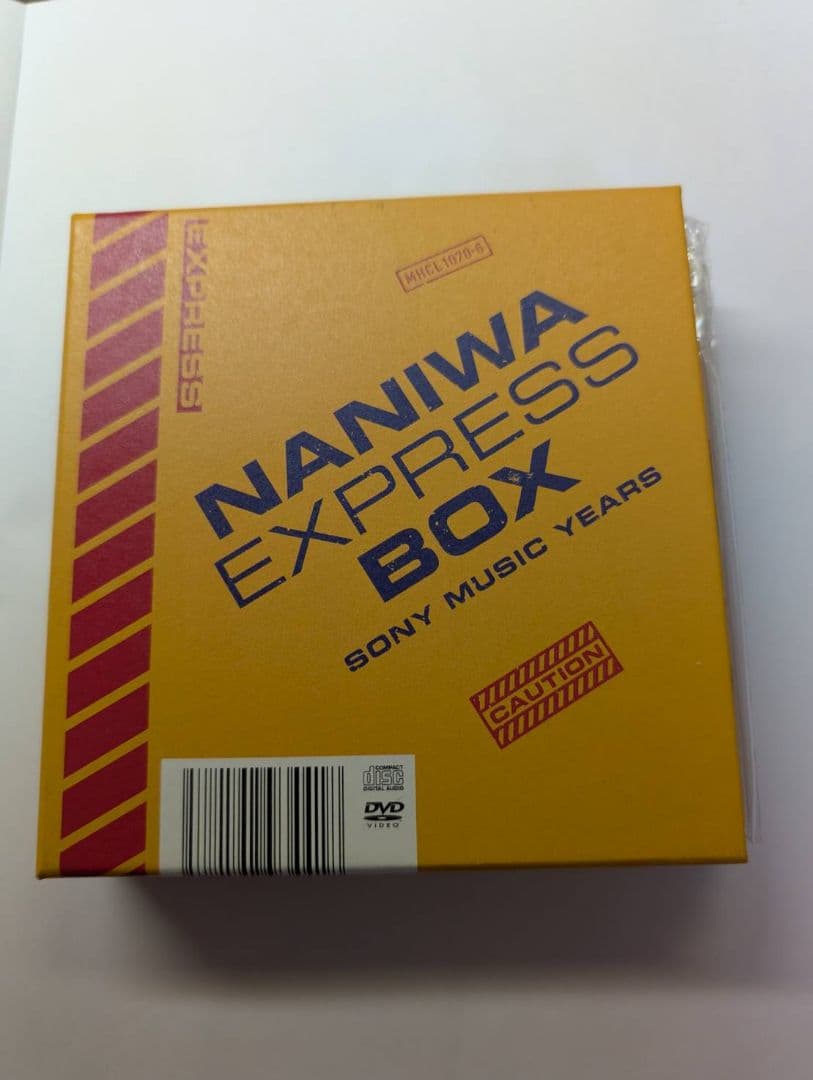 EXPRESS
MHCL 1070-6
NANIWA
EXPRESS
BOX
SONY MUSIC YEARS
CAUTION
COMPACT
disc
DIGITAL AUDIO
DVD
VIDEO